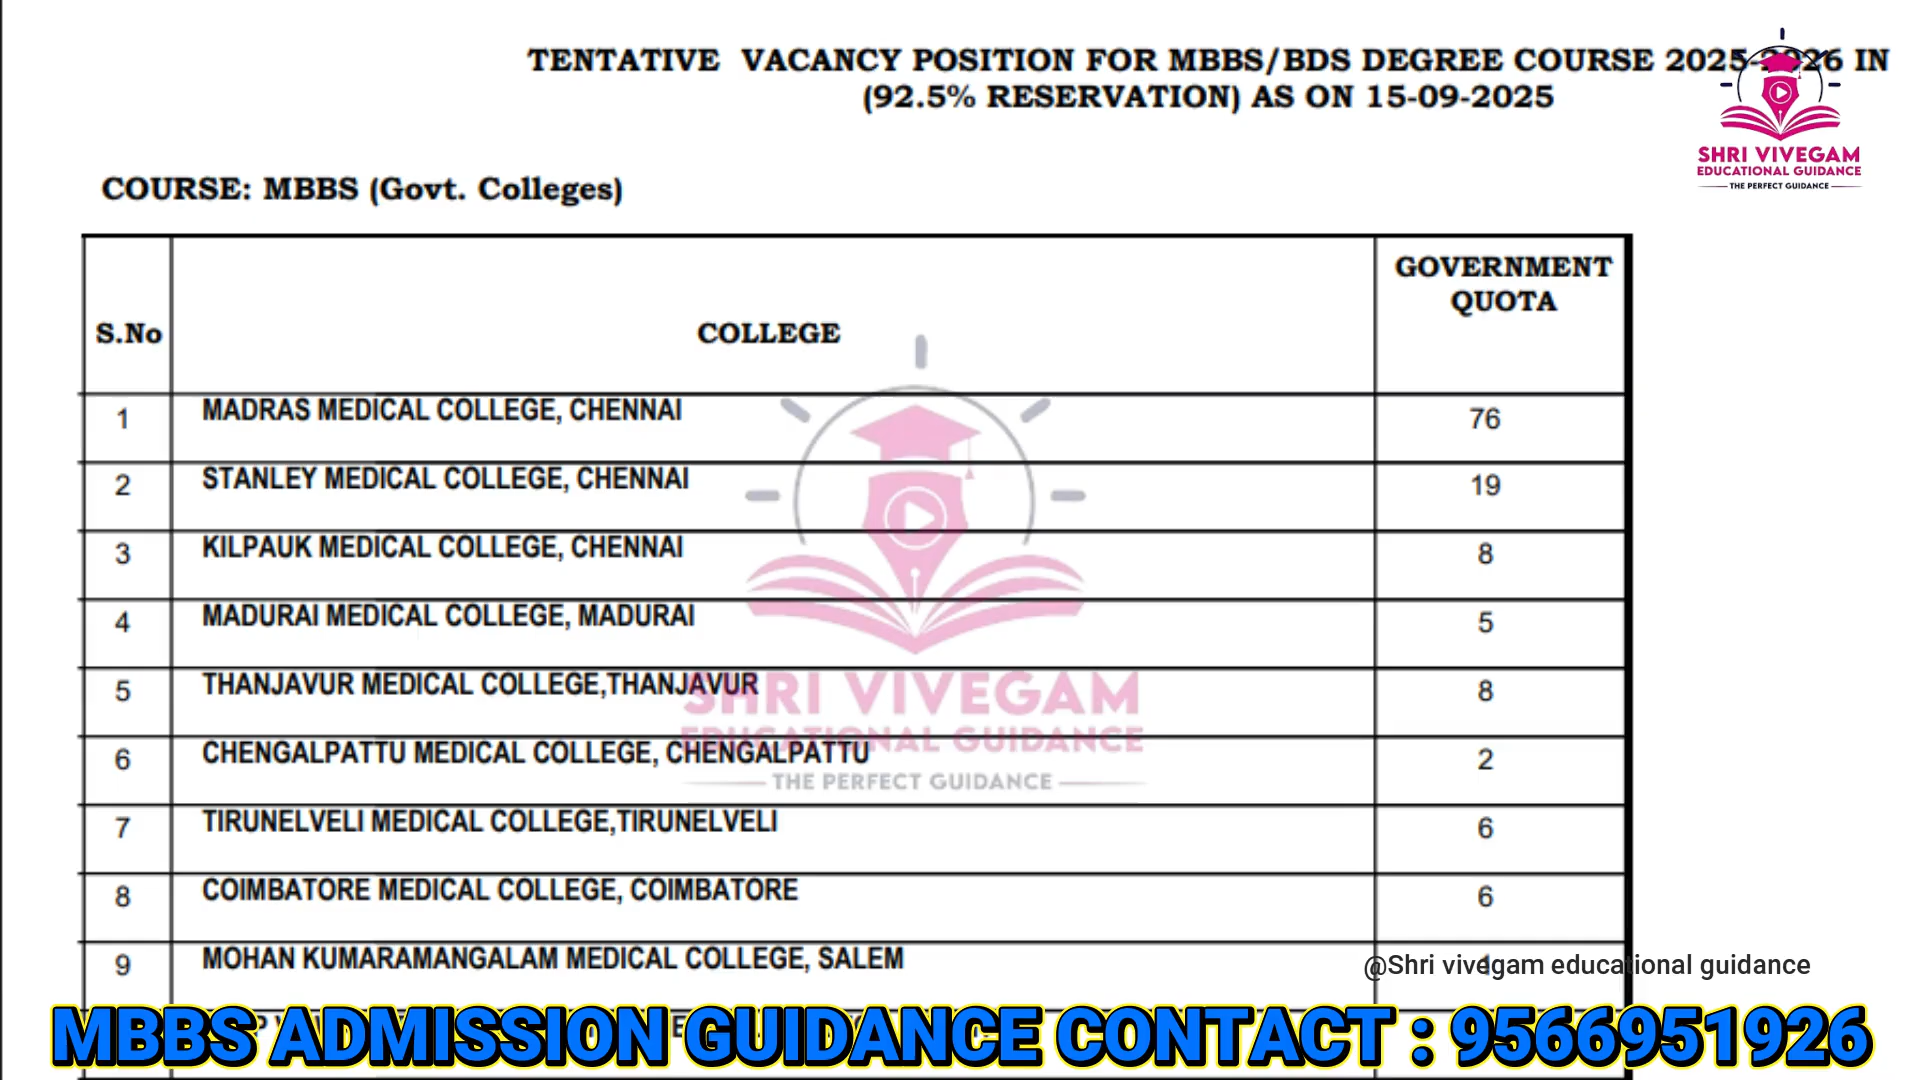 TENTATIVE VACANCY POSITION FOR MBBS/BDS DEGREE COURSE 2025-2026 IN
(92.5% RESERVATION) AS ON 15-09-2025
SHRI VIVEGAM
EDUCATIONAL GUIDANCE
THE PERFECT GUIDANCE
COURSE: MBBS (Govt. Colleges)
S.No COLLEGE GOVERNMENT QUOTA
1 MADRAS MEDICAL COLLEGE, CHENNAI 76
2 STANLEY MEDICAL COLLEGE, CHENNAI 19
3 KILPAUK MEDICAL COLLEGE, CHENNAI 8
4 MADURAI MEDICAL COLLEGE, MADURAI 5
5 THANJAVUR MEDICAL COLLEGE,THANJAVUR 8
SHRI VIVEGAM
EDUCATIONAL GUIDANCE
6 CHENGALPATTU MEDICAL COLLEGE, CHENGALPATTU 2
THE PERFECT GUIDANCE
7 TIRUNELVELI MEDICAL COLLEGE,TIRUNELVELI 6
8 COIMBATORE MEDICAL COLLEGE, COIMBATORE 6
9 MOHAN KUMARAMANGALAM MEDICAL COLLEGE, SALEM
@Shri vivegam educational guidance
MBBS ADMISSION GUIDANCE CONTACT : 9566951926